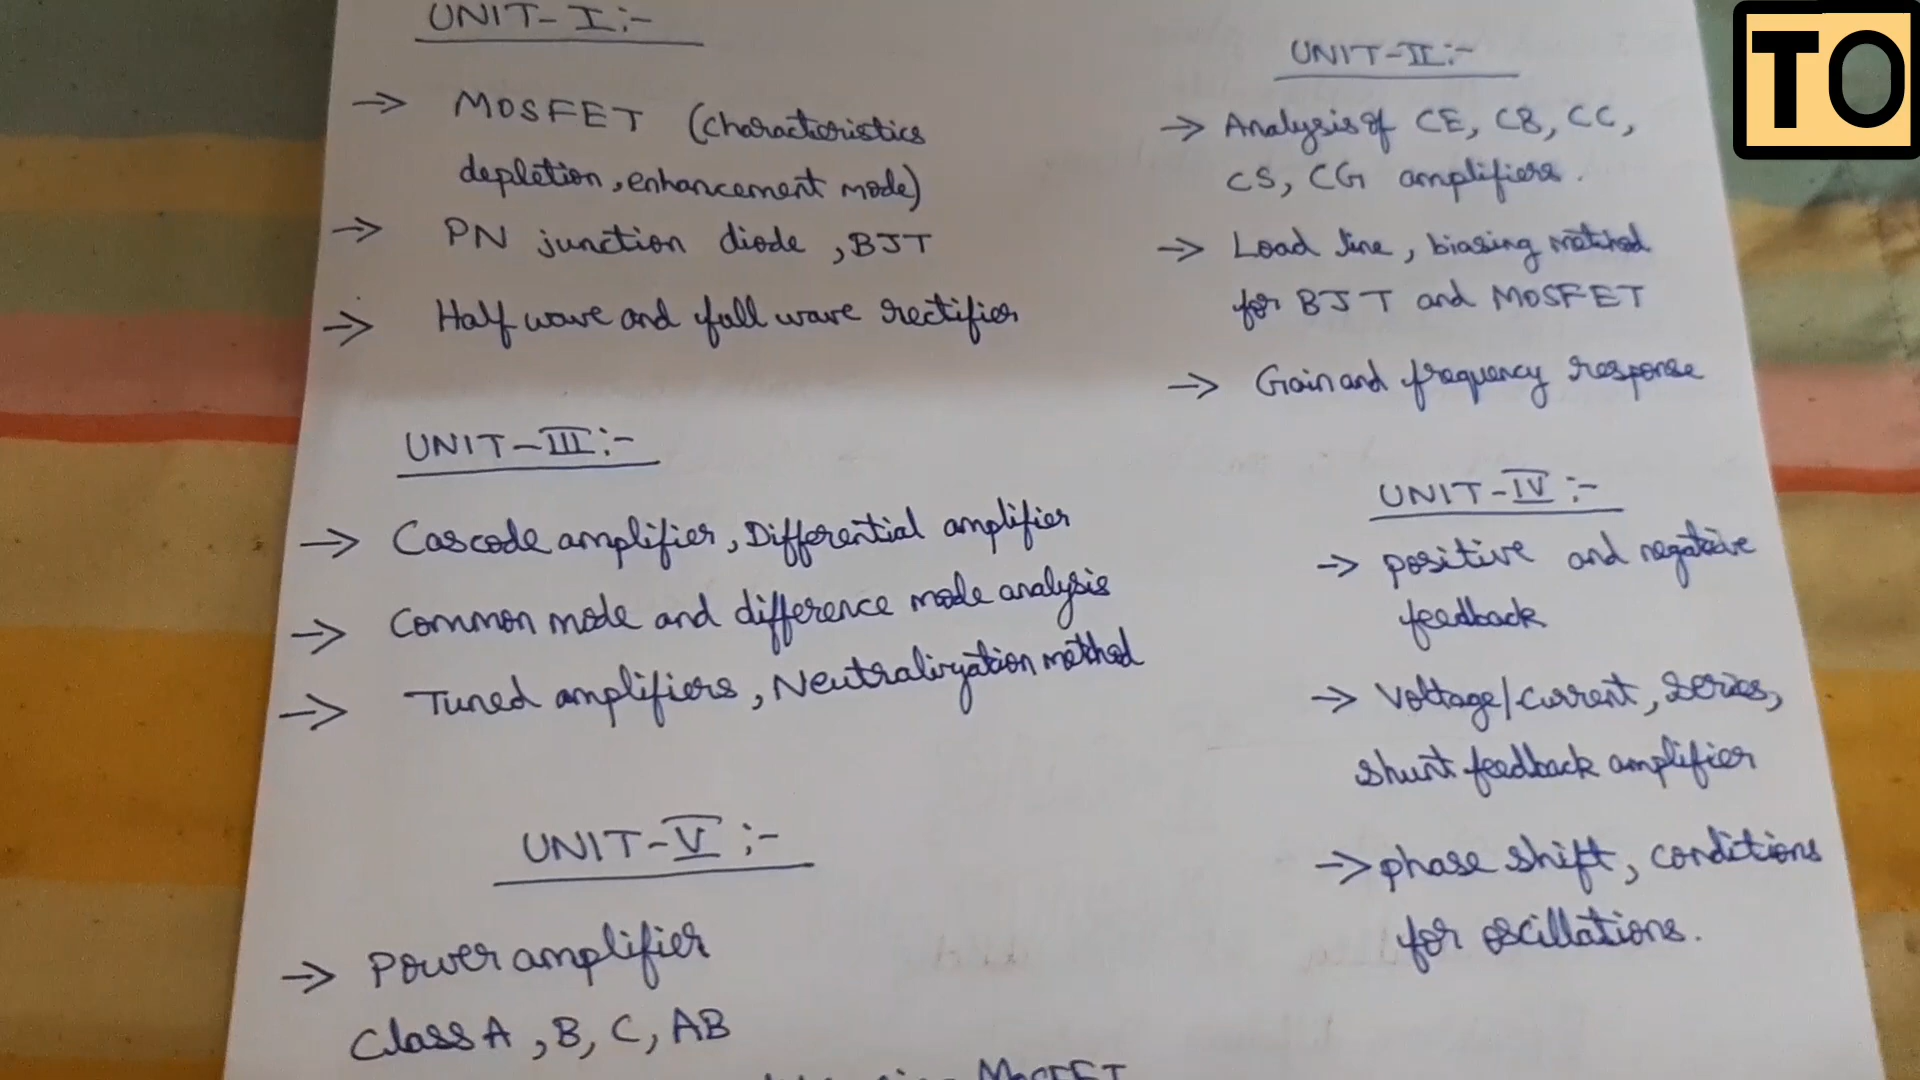 UNIT-I:-
→ MOSFET (characteristics
depletion, enhancement mode)
→ PN junction diode, BJT
→ Half wave and full wave rectifier
UNIT-II:-
→ Analysis of CE, CB, CC,
CS, CG amplifiers.
→ Load line, biasing method
for BJT and MOSFET
→ Gain and frequency response
UNIT-III:-
→ Cascode amplifier, Differential amplifier
→ Common mode and difference mode analysis
→ Tuned amplifiers, Neutralization method
UNIT-IV:-
→ positive and negative
feedback
→ Voltage/current, series,
shunt feedback amplifier
→ phase shift, conditions
for oscillations.
UNIT-V:-
→ Power amplifier
Class A, B, C, AB
MOSFET
TO